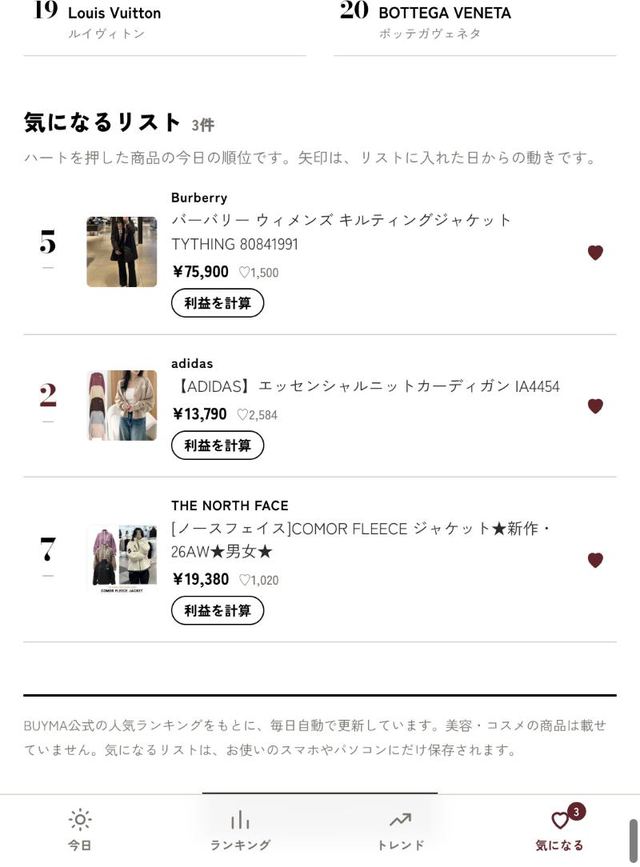 19 Louis Vuitton
ルイヴィトン
20 BOTTEGA VENETA
ボッテガヴェネタ
気になるリスト 3件
ハートを押した商品の今日の順位です。矢印は、リストに入れた日からの動きです。
5
—
Burberry
バーバリー ウィメンズ キルティングジャケット
TYTHING 80841991
¥75,900 ♡1,500
利益を計算
2
—
adidas
【ADIDAS】エッセンシャルニットカーディガン IA4454
¥13,790 ♡2,584
利益を計算
7
—
COMOR FLEECE JACKET
THE NORTH FACE
[ノースフェイス]COMOR FLEECE ジャケット★新作・
26AW★男女★
¥19,380 ♡1,020
利益を計算
BUYMA公式の人気ランキングをもとに、毎日自動で更新しています。美容・コスメの商品は載せ
ていません。気になるリストは、お使いのスマホやパソコンにだけ保存されます。
今日
ランキング
トレンド
3
気になる